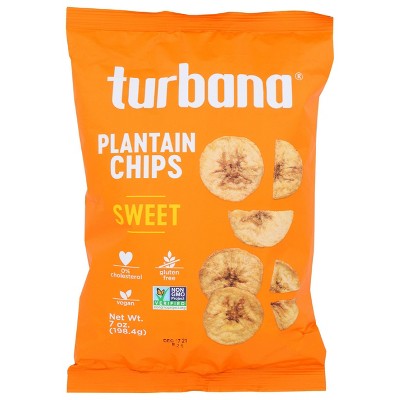 turbana®
PLANTAIN
CHIPS
SWEET
0%
cholesterol
gluten
free
vegan
NON
GMO
Project
VERIFIED
Net Wt.
7 oz.
(198.4g)